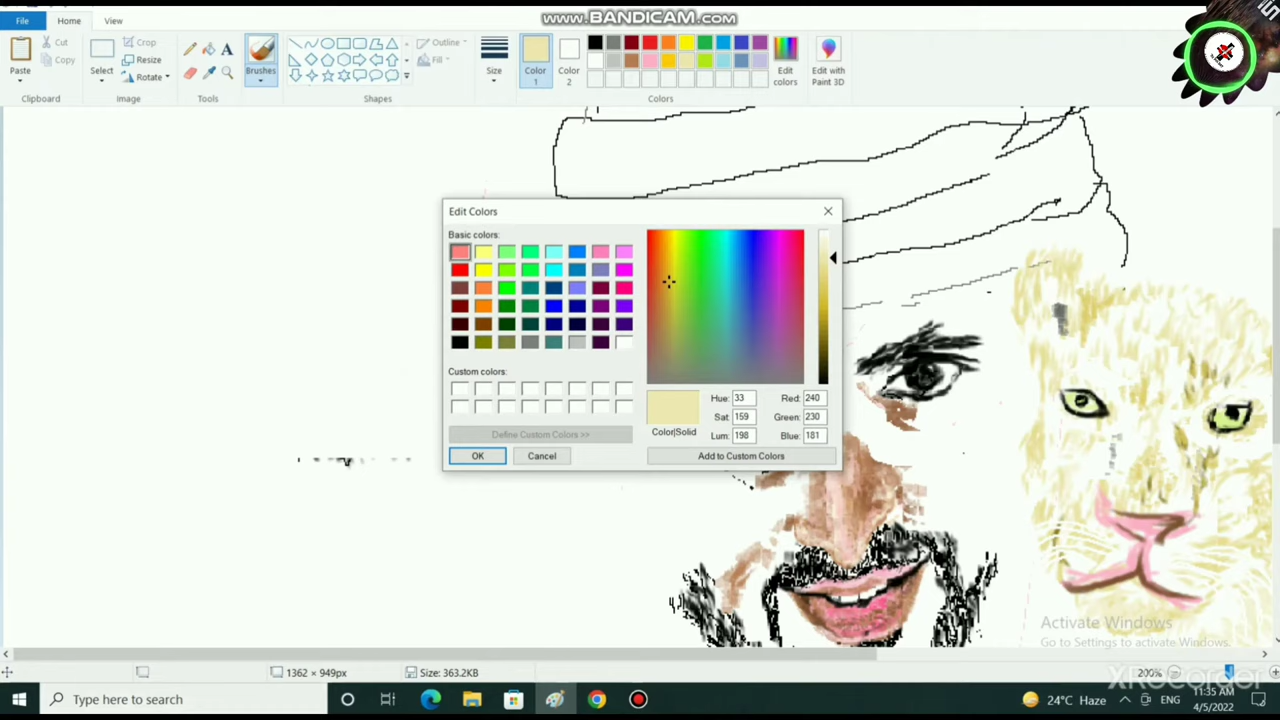 www.BANDICAM.com
File
Home
View
Paste
Cut
Copy
Clipboard
Select
Crop
Resize
Rotate
Image
Tools
Brushes
Shapes
Outline
Fill
Size
Color 1
Color 2
Colors
Edit colors
Edit with Paint 3D
Edit Colors
Basic colors:
Custom colors:
Define Custom Colors >>
OK
Cancel
Hue: 33
Sat: 159
Lum: 198
Red: 240
Green: 230
Blue: 181
Color|Solid
Add to Custom Colors
Activate Windows
Go to Settings to activate Windows.
1362 × 949px
Size: 363.2KB
200%
XRecorder
Type here to search
24°C Haze
ENG
11:35 AM
4/5/2022